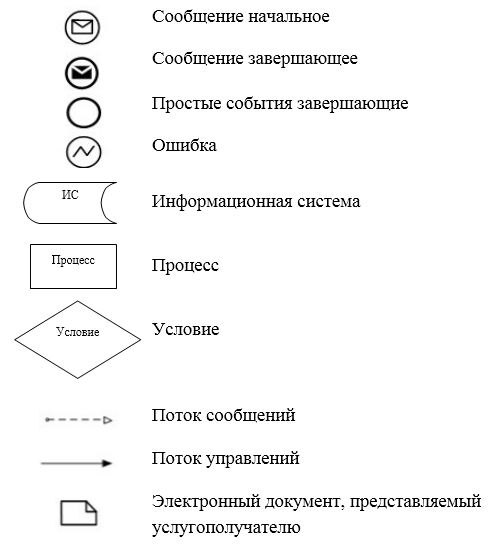 Сообщение начальное
Сообщение завершающее
Простые события завершающие
Ошибка
ИС
Информационная система
Процесс
Процесс
Условие
Условие
Поток сообщений
Поток управлений
Электронный документ, представляемый
услугополучателю